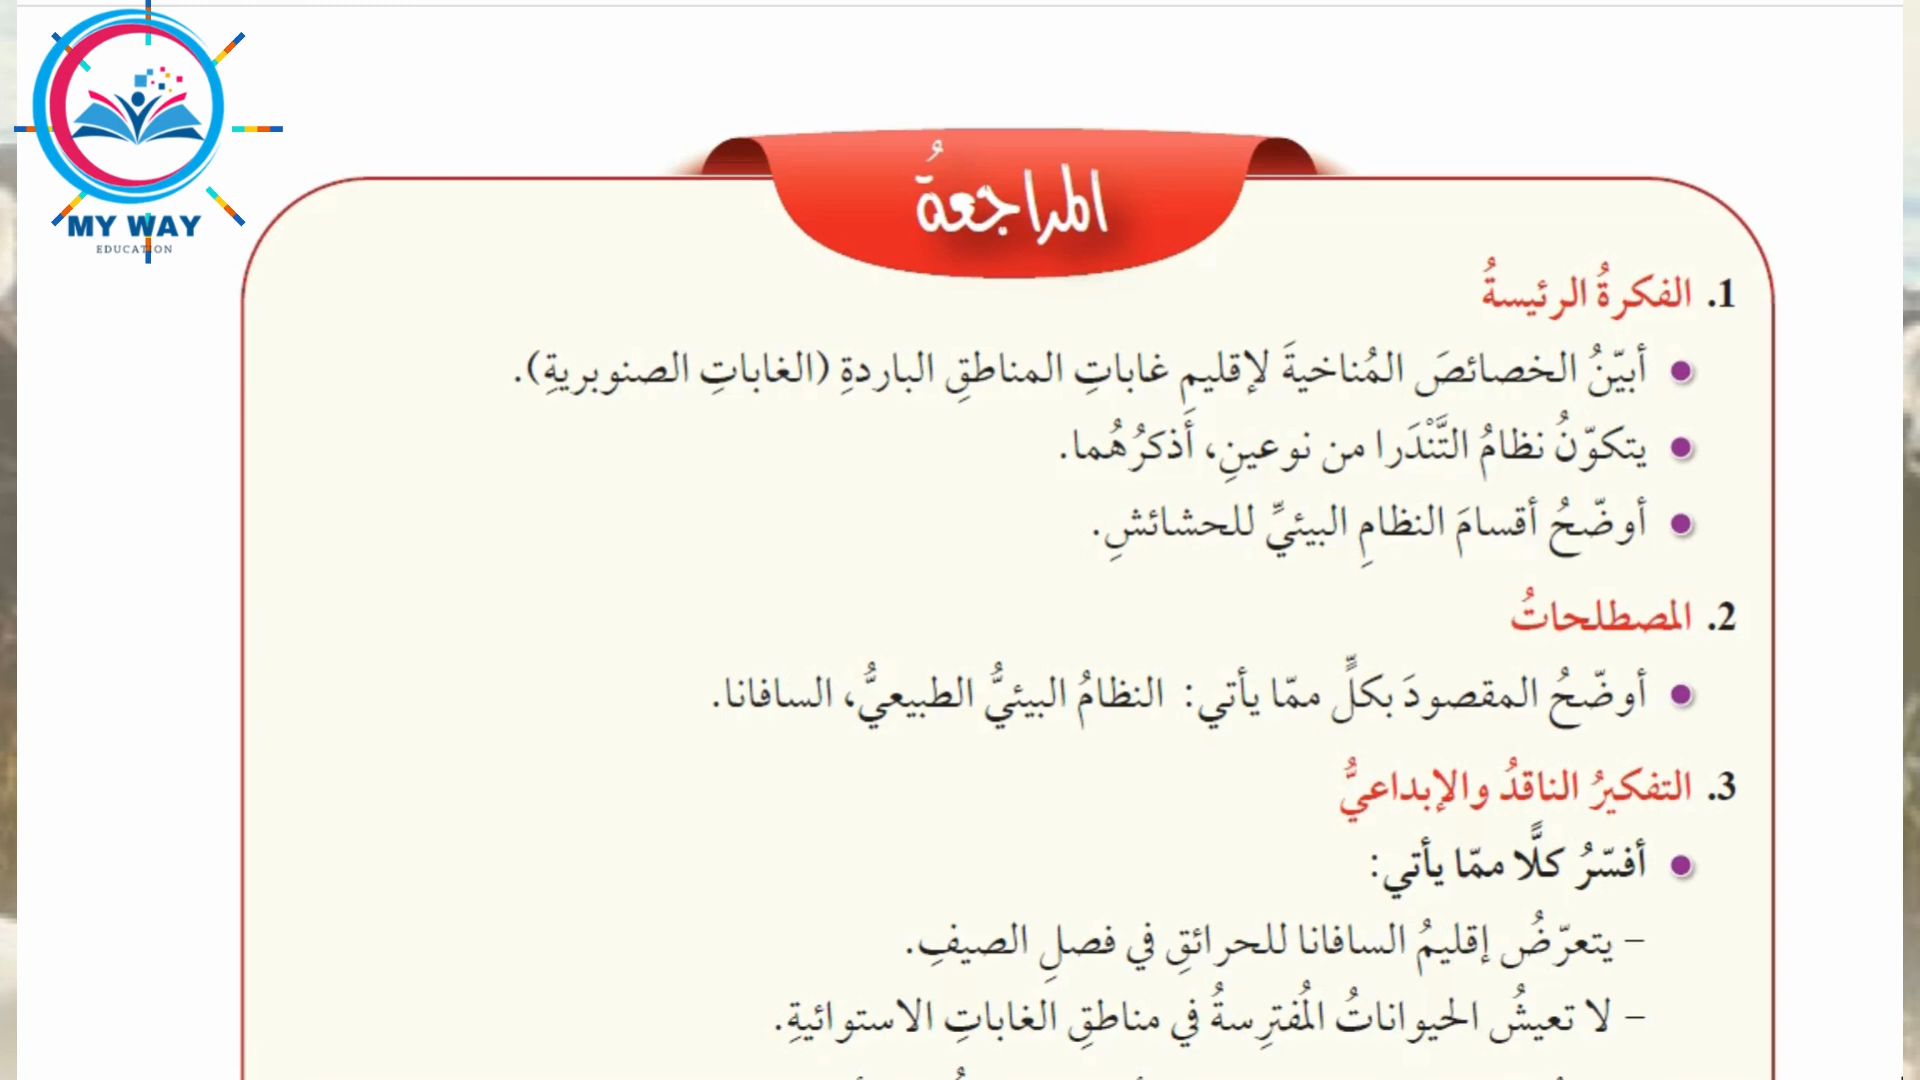 MY WAY
EDUCATION
المراجعةُ
1. الفكرةُ الرئيسةُ
● أبيّنُ الخصائصَ المُناخيةَ لإقليمِ غاباتِ المناطقِ الباردةِ (الغاباتِ الصنوبريةِ).
● يتكوّنُ نظامُ التَّنْدَرا من نوعينِ، أَذكرُهُما.
● أوضّحُ أقسامَ النظامِ البيئيِّ للحشائشِ.
2. المصطلحاتُ
● أوضّحُ المقصودَ بكلٍّ ممّا يأتي: النظامُ البيئيُّ الطبيعيُّ، السافانا.
3. التفكيرُ الناقدُ والإبداعيُّ
● أفسّرُ كلًّا ممّا يأتي:
– يتعرّضُ إقليمُ السافانا للحرائقِ في فصلِ الصيفِ.
– لا تعيشُ الحيواناتُ المُفترِسةُ في مناطقِ الغاباتِ الاستوائيةِ.